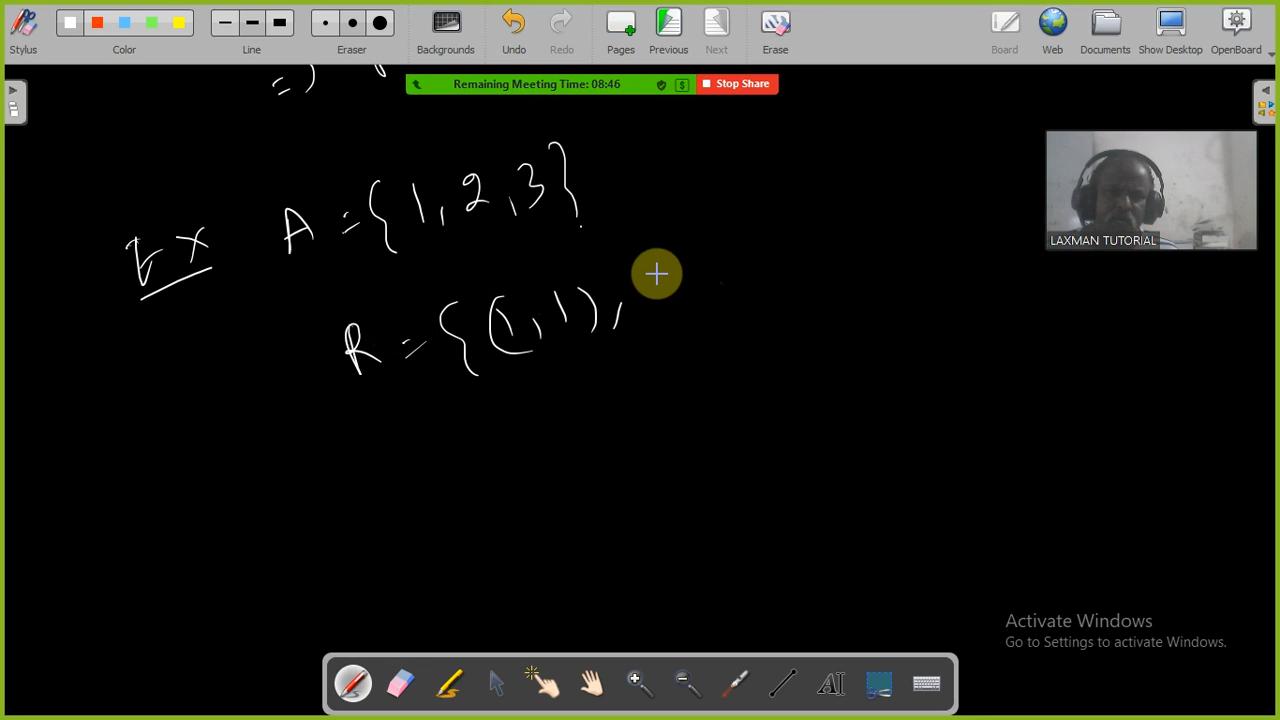 Stylus Color Line Eraser Backgrounds Undo Redo Pages Previous Next Erase Board Web Documents Show Desktop OpenBoard
Remaining Meeting Time: 08:46 $ Stop Share
=)
Ex A = {1, 2, 3}
LAXMAN TUTORIAL
R = {(1, 1),
Activate Windows
Go to Settings to activate Windows.
AI